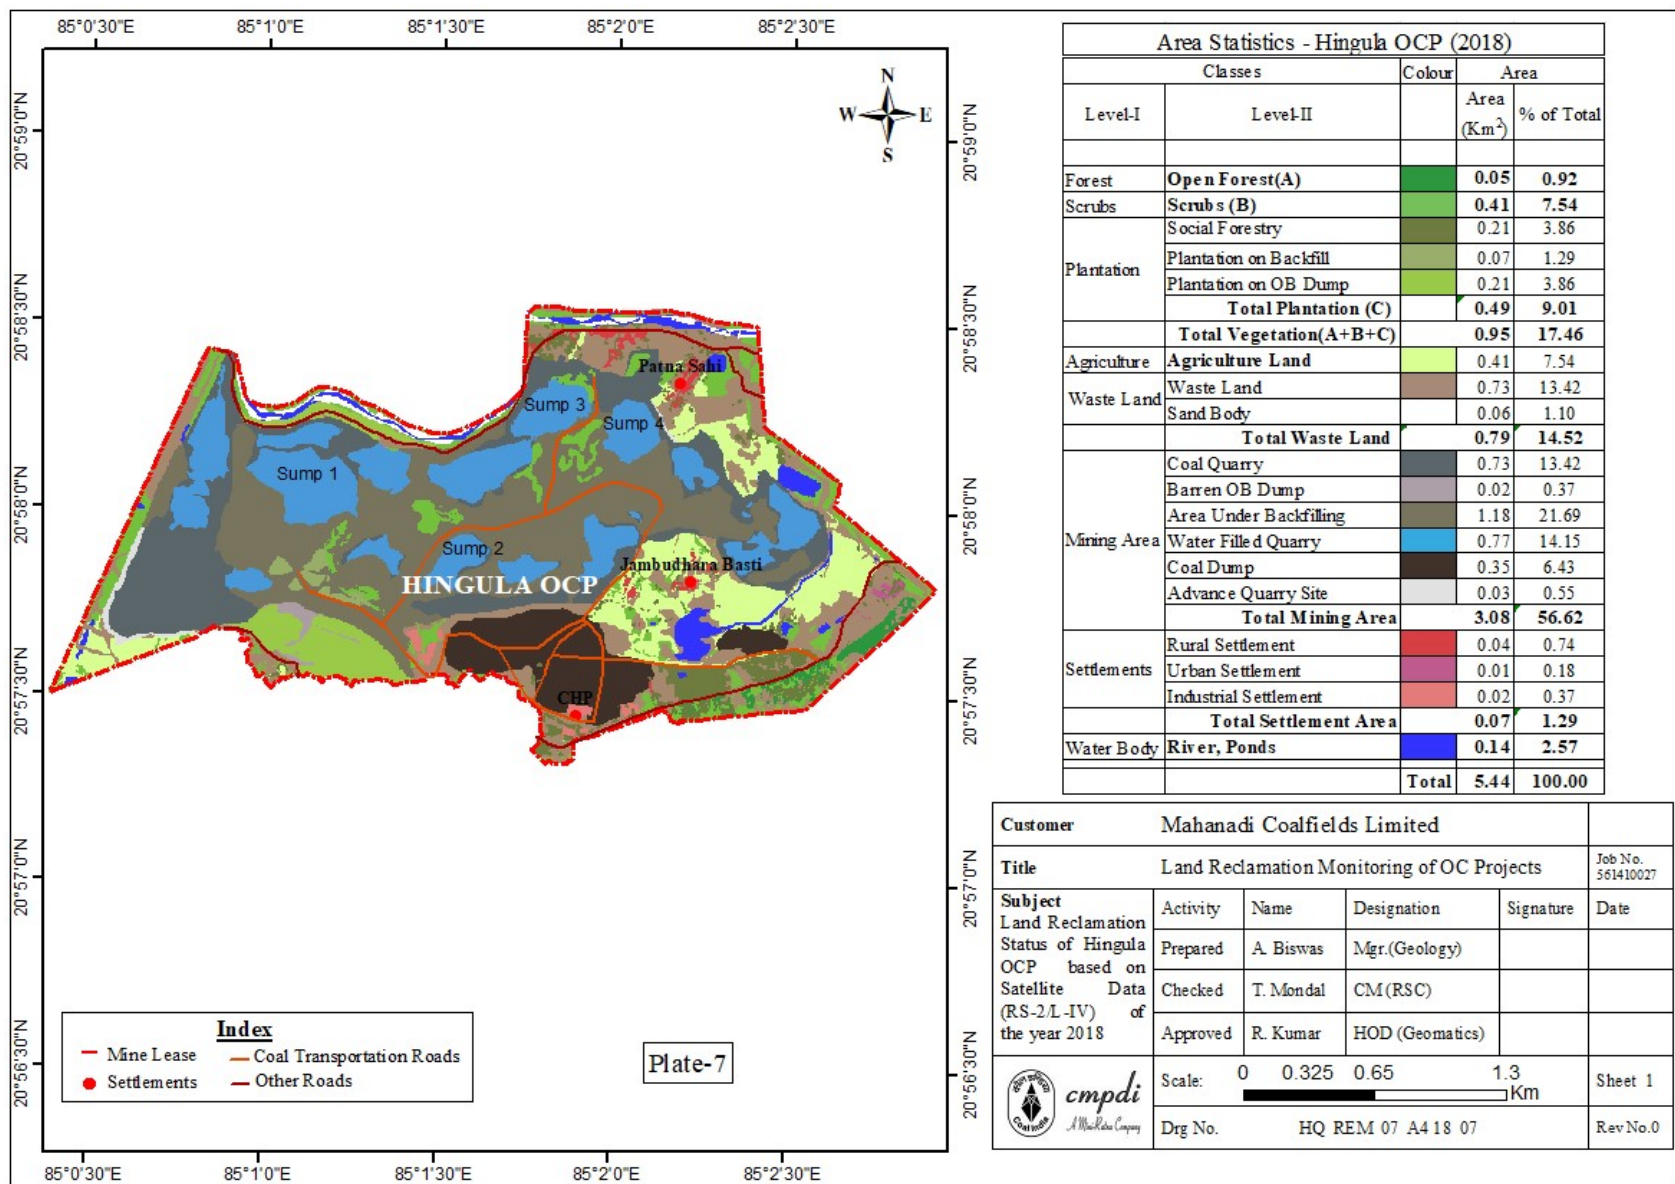 85°0'30"E 85°1'0"E 85°1'30"E 85°2'0"E 85°2'30"E
20°59'0"N
20°58'30"N
20°58'0"N
20°57'30"N
20°57'0"N
20°56'30"N
N
W E
S
20°59'0"N
20°58'30"N
20°58'0"N
20°57'30"N
20°57'0"N
20°56'30"N
Patna Sahi
Sump 3
Sump 4
Sump 1
Sump 2
Jambudhara Basti
HINGULA OCP
CHP
Index
Mine Lease
Coal Transportation Roads
Settlements
Other Roads
Plate-7
85°0'30"E 85°1'0"E 85°1'30"E 85°2'0"E 85°2'30"E
Area Statistics - Hingula OCP (2018)
Classes Colour Area
Level-I Level-II Area (Km²) % of Total
Forest Open Forest(A) 0.05 0.92
Scrubs Scrubs (B) 0.41 7.54
Plantation
Social Forestry 0.21 3.86
Plantation on Backfill 0.07 1.29
Plantation on OB Dump 0.21 3.86
Total Plantation (C) 0.49 9.01
Total Vegetation(A+B+C) 0.95 17.46
Agriculture Agriculture Land 0.41 7.54
Waste Land
Waste Land 0.73 13.42
Sand Body 0.06 1.10
Total Waste Land 0.79 14.52
Mining Area
Coal Quarry 0.73 13.42
Barren OB Dump 0.02 0.37
Area Under Backfilling 1.18 21.69
Water Filled Quarry 0.77 14.15
Coal Dump 0.35 6.43
Advance Quarry Site 0.03 0.55
Total Mining Area 3.08 56.62
Settlements
Rural Settlement 0.04 0.74
Urban Settlement 0.01 0.18
Industrial Settlement 0.02 0.37
Total Settlement Area 0.07 1.29
Water Body River, Ponds 0.14 2.57
Total 5.44 100.00
Customer Mahanadi Coalfields Limited
Title Land Reclamation Monitoring of OC Projects Job No. 561410027
Subject
Land Reclamation
Status of Hingula
OCP based on
Satellite Data
(RS-2/L-IV) of
the year 2018
Activity Name Designation Signature Date
Prepared A. Biswas Mgr.(Geology)
Checked T. Mondal CM (RSC)
Approved R. Kumar HOD (Geomatics)
Coal India
cmpdi
A Mini Ratna Company
Scale: 0 0.325 0.65 1.3 Km
Sheet 1
Drg No. HQ REM 07 A4 18 07
Rev No.0